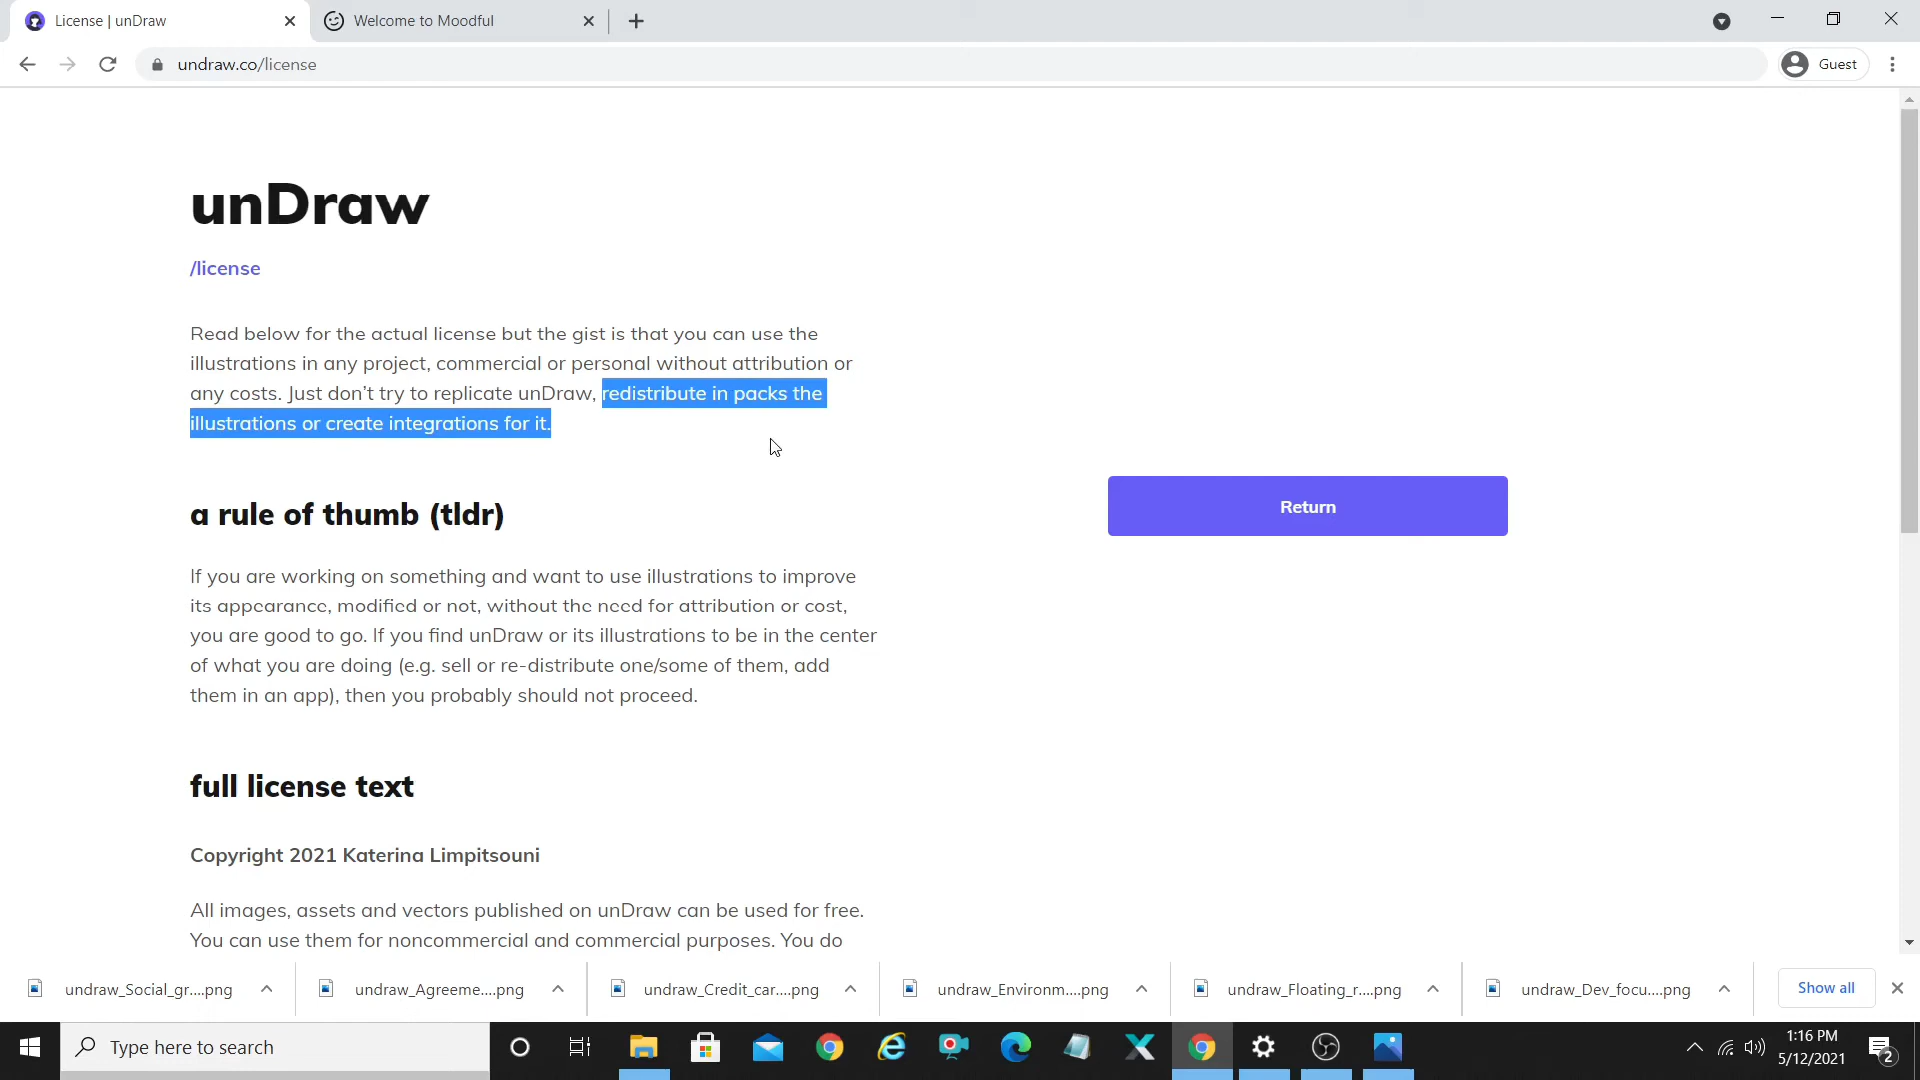 License | unDraw
Welcome to Moodful
undraw.co/license
Guest
unDraw
/license
Read below for the actual license but the gist is that you can use the
illustrations in any project, commercial or personal without attribution or
any costs. Just don't try to replicate unDraw, redistribute in packs the
illustrations or create integrations for it.
a rule of thumb (tldr)
Return
If you are working on something and want to use illustrations to improve
its appearance, modified or not, without the need for attribution or cost,
you are good to go. If you find unDraw or its illustrations to be in the center
of what you are doing (e.g. sell or re-distribute one/some of them, add
them in an app), then you probably should not proceed.
full license text
Copyright 2021 Katerina Limpitsouni
All images, assets and vectors published on unDraw can be used for free.
You can use them for noncommercial and commercial purposes. You do
undraw_Social_gr....png
undraw_Agreeme....png
undraw_Credit_car....png
undraw_Environm....png
undraw_Floating_r....png
undraw_Dev_focu....png
Show all
Type here to search
1:16 PM
5/12/2021
2